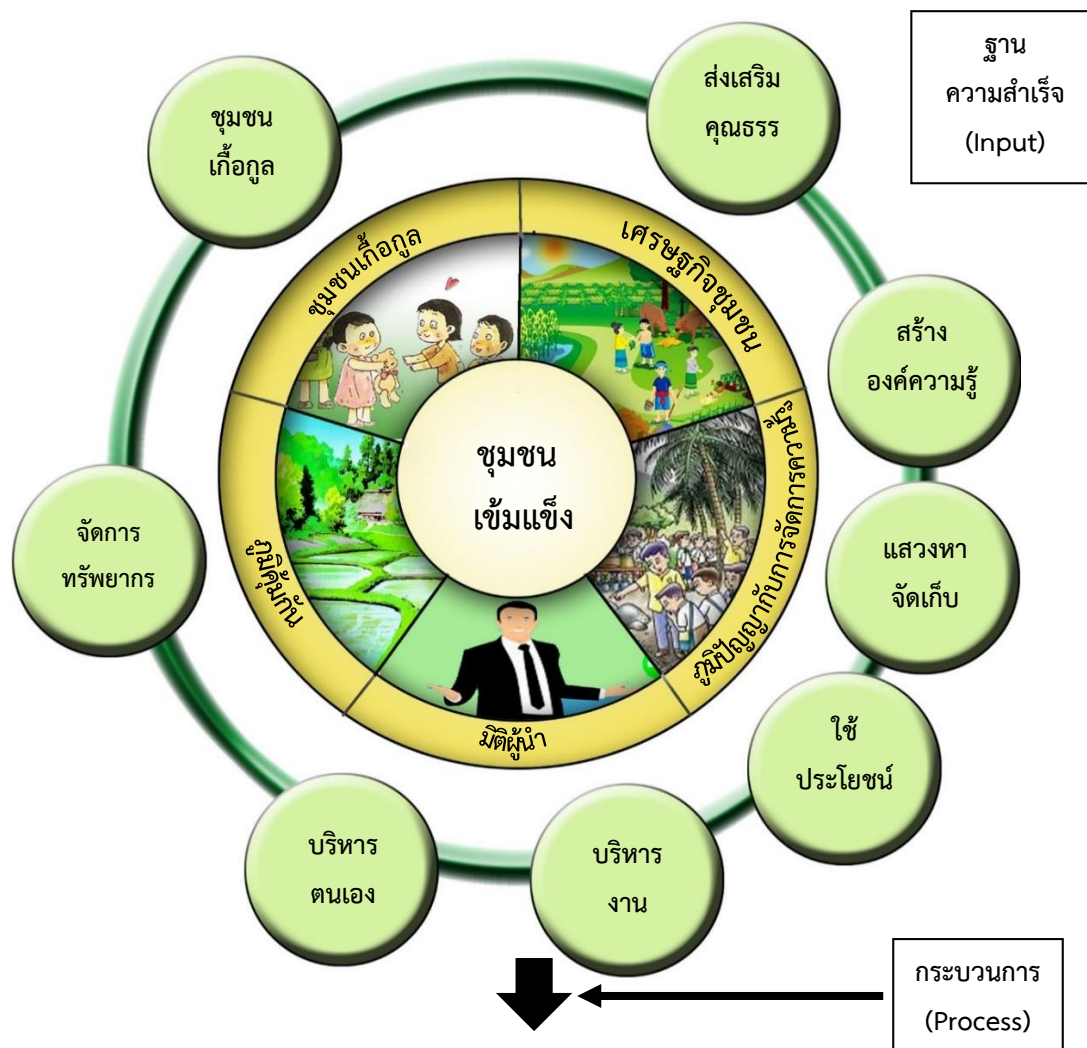 ฐาน
ความสำเร็จ
(Input)
ส่งเสริม
คุณธรร
ชุมชน
เกื้อกูล
ชุมชนเกื้อกูล
เศรษฐกิจชุมชน
สร้าง
องค์ความรู้
ชุมชน
เข้มแข็ง
ภูมิปัญญากับการจัดการความรู้
แสวงหา
จัดเก็บ
จัดการ
ทรัพยากร
ภูมิคุ้มกัน
มิติผู้นำ
ใช้
ประโยชน์
บริหาร
ตนเอง
บริหาร
งาน
กระบวนการ
(Process)